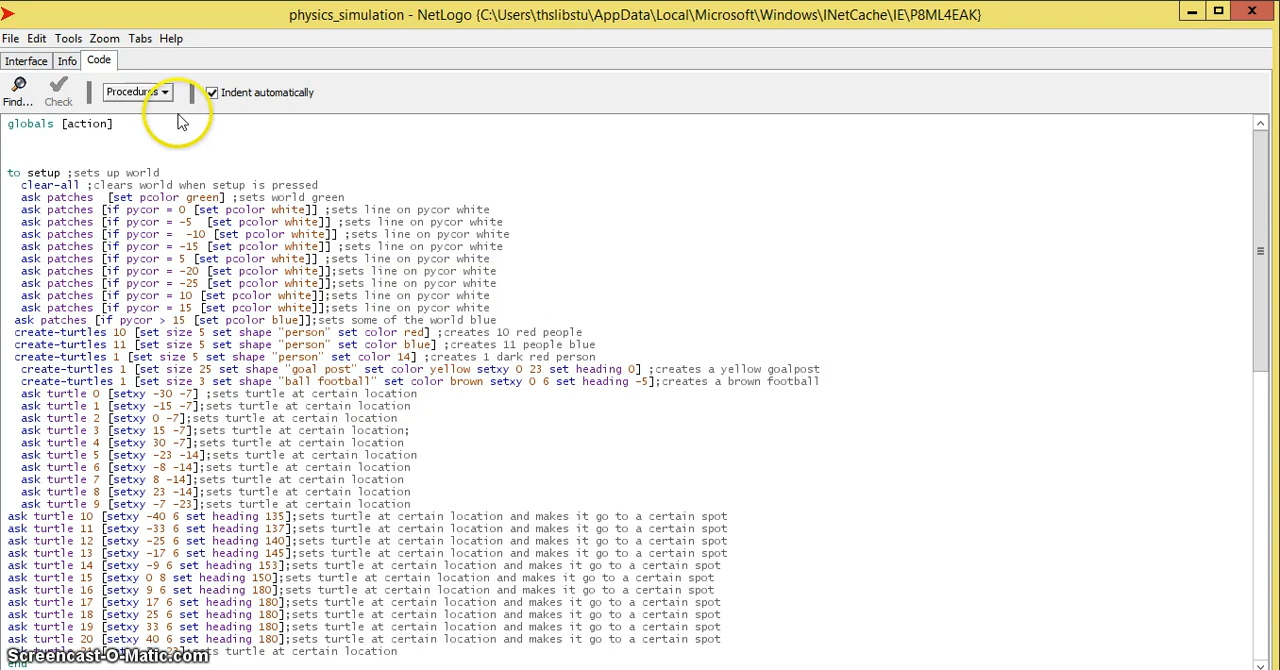 physics_simulation - NetLogo {C:\Users\thslibstu\AppData\Local\Microsoft\Windows\INetCache\IE\P8ML4EAK}
File Edit Tools Zoom Tabs Help
Interface Info Code
Find... Check Procedures Indent automatically
globals [action]
to setup ;sets up world
clear-all ;clears world when setup is pressed
ask patches [set pcolor green] ;sets world green
ask patches [if pycor = 0 [set pcolor white]] ;sets line on pycor white
ask patches [if pycor = -5 [set pcolor white]] ;sets line on pycor white
ask patches [if pycor = -10 [set pcolor white]] ;sets line on pycor white
ask patches [if pycor = -15 [set pcolor white]] ;sets line on pycor white
ask patches [if pycor = 5 [set pcolor white]] ;sets line on pycor white
ask patches [if pycor = -20 [set pcolor white]];sets line on pycor white
ask patches [if pycor = -25 [set pcolor white]];sets line on pycor white
ask patches [if pycor = 10 [set pcolor white]];sets line on pycor white
ask patches [if pycor = 15 [set pcolor white]];sets line on pycor white
ask patches [if pycor > 15 [set pcolor blue]];sets some of the world blue
create-turtles 10 [set size 5 set shape "person" set color red] ;creates 10 red people
create-turtles 11 [set size 5 set shape "person" set color blue] ;creates 11 people blue
create-turtles 1 [set size 5 set shape "person" set color 14] ;creates 1 dark red person
create-turtles 1 [set size 25 set shape "goal post" set color yellow setxy 0 23 set heading 0] ;creates a yellow goalpost
create-turtles 1 [set size 3 set shape "ball football" set color brown setxy 0 6 set heading -5];creates a brown football
ask turtle 0 [setxy -30 -7] ;sets turtle at certain location
ask turtle 1 [setxy -15 -7];sets turtle at certain location
ask turtle 2 [setxy 0 -7];sets turtle at certain location
ask turtle 3 [setxy 15 -7];sets turtle at certain location;
ask turtle 4 [setxy 30 -7];sets turtle at certain location
ask turtle 5 [setxy -23 -14];sets turtle at certain location
ask turtle 6 [setxy -8 -14];sets turtle at certain location
ask turtle 7 [setxy 8 -14];sets turtle at certain location
ask turtle 8 [setxy 23 -14];sets turtle at certain location
ask turtle 9 [setxy -7 -23];sets turtle at certain location
ask turtle 10 [setxy -40 6 set heading 135];sets turtle at certain location and makes it go to a certain spot
ask turtle 11 [setxy -33 6 set heading 137];sets turtle at certain location and makes it go to a certain spot
ask turtle 12 [setxy -25 6 set heading 140];sets turtle at certain location and makes it go to a certain spot
ask turtle 13 [setxy -17 6 set heading 145];sets turtle at certain location and makes it go to a certain spot
ask turtle 14 [setxy -9 6 set heading 153];sets turtle at certain location and makes it go to a certain spot
ask turtle 15 [setxy 0 8 set heading 150];sets turtle at certain location and makes it go to a certain spot
ask turtle 16 [setxy 9 6 set heading 180];sets turtle at certain location and makes it go to a certain spot
ask turtle 17 [setxy 17 6 set heading 180];sets turtle at certain location and makes it go to a certain spot
ask turtle 18 [setxy 25 6 set heading 180];sets turtle at certain location and makes it go to a certain spot
ask turtle 19 [setxy 33 6 set heading 180];sets turtle at certain location and makes it go to a certain spot
ask turtle 20 [setxy 40 6 set heading 180];sets turtle at certain location and makes it go to a certain spot
turtle at certain location
Screencast-O-Matic.com
end